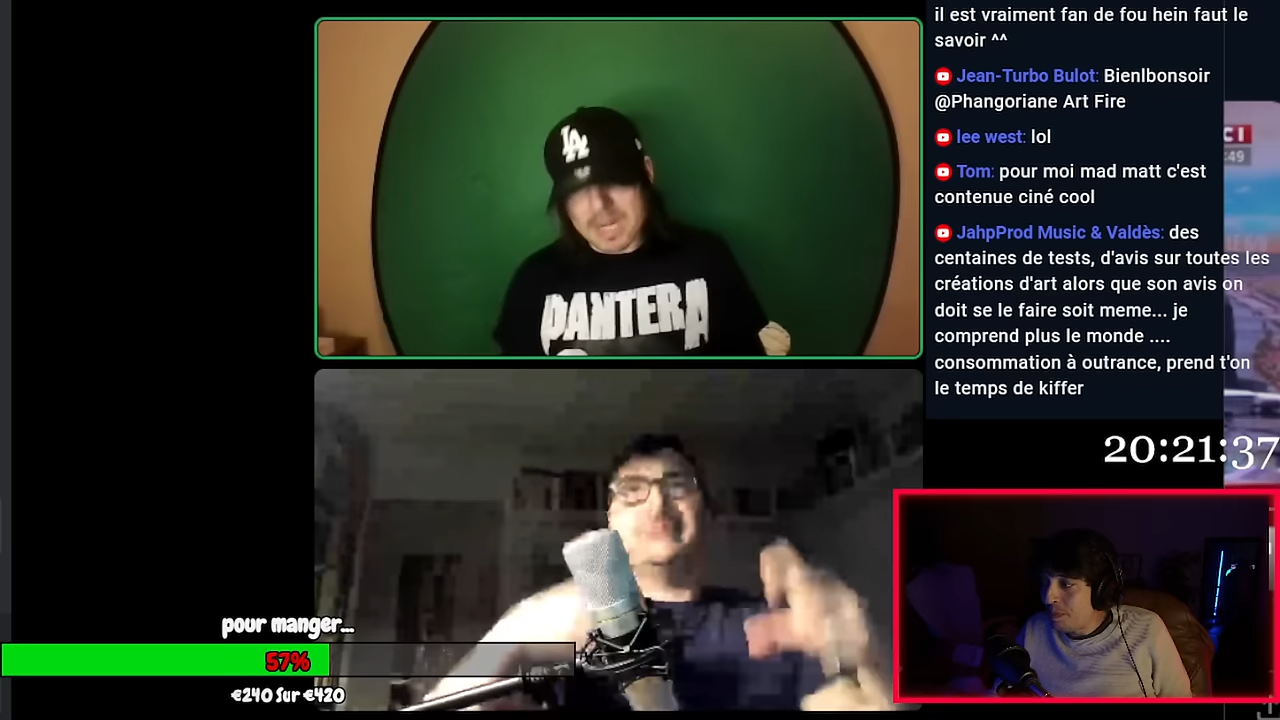 il est vraiment fan de fou hein faut le
savoir ^^
Jean-Turbo Bulot: Bienlbonsoir
@Phangoriane Art Fire
lee west: lol
Tom: pour moi mad matt c'est
contenue ciné cool
JahpProd Music & Valdès: des
centaines de tests, d'avis sur toutes les
créations d'art alors que son avis on
doit se le faire soit meme... je
comprend plus le monde ....
consommation à outrance, prend t'on
le temps de kiffer
CI
:49
LA
PANTERA
20:21:37
pour manger...
57%
€240 Sur €420